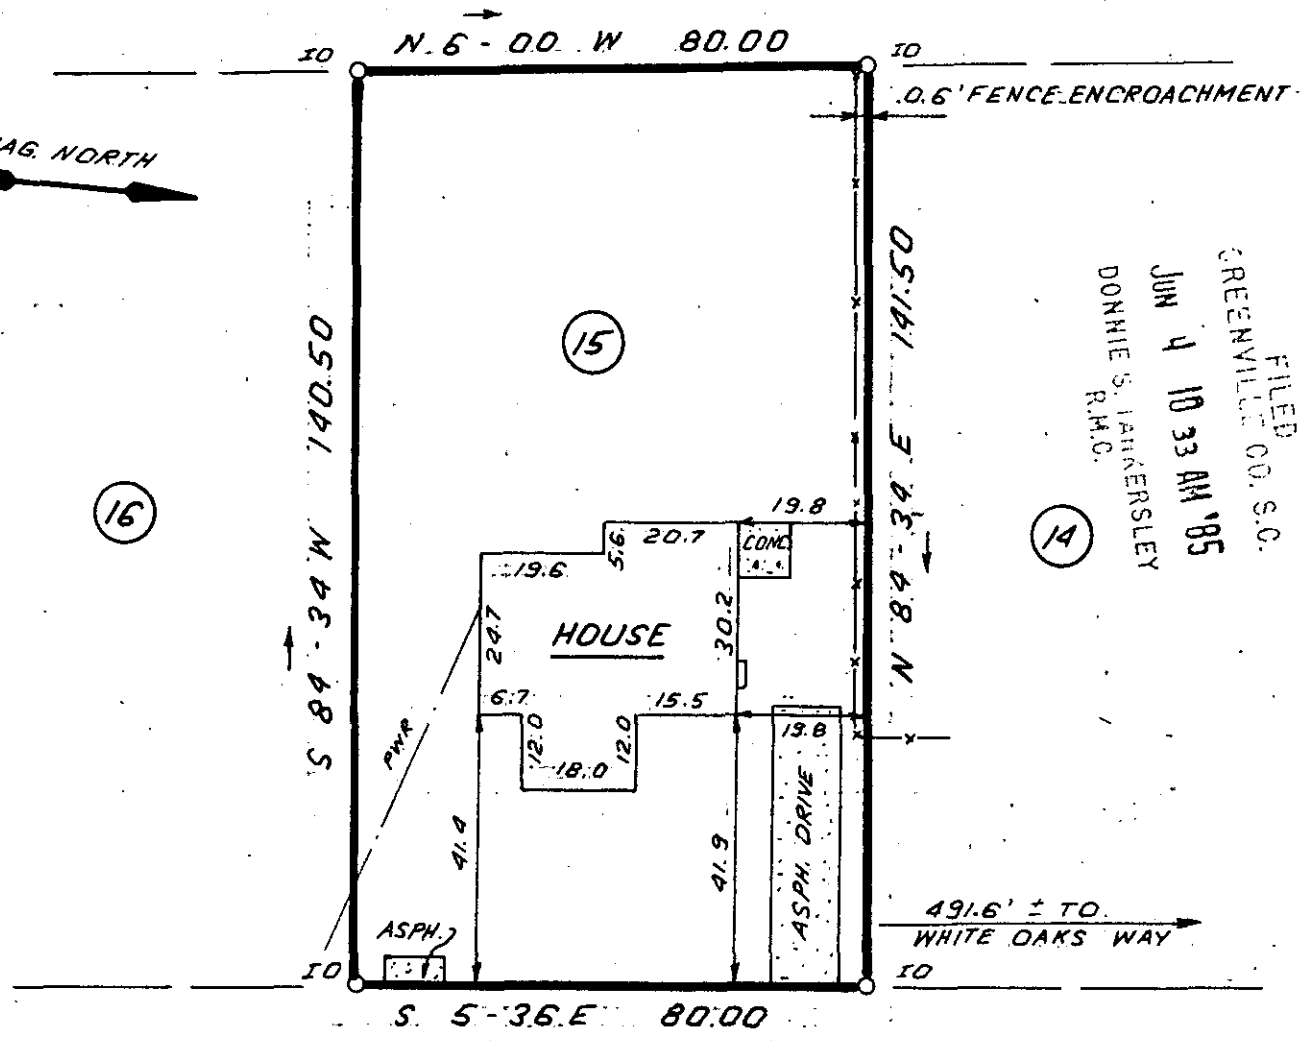 IO
N. 6 - 00 W 80.00
IO
0.6' FENCE ENCROACHMENT
AG. NORTH
S 84 - 34 W 140.50
15
N 84 - 34 E 141.50
16
14
FILED
GREENVILLE CO. S.C.
JUN 4 10 33 AM '85
DONNIE S. TANKERSLEY
R.M.C.
19.8
20.7
5.6
CONC
19.6
24.7
HOUSE
30.2
6.7
15.5
12.0
18.0
12.0
19.8
PWR
41.4
41.9
ASPH. DRIVE
ASPH.
491.6' ± TO
WHITE OAKS WAY
IO
IO
S. 5 - 36 E 80.00